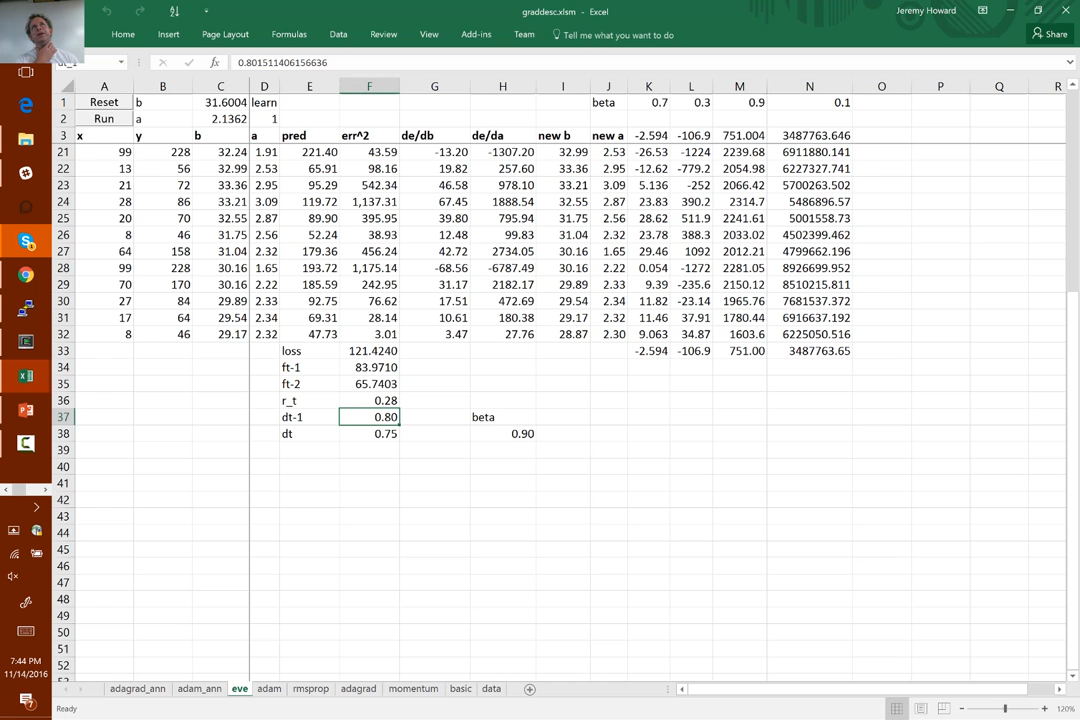 graddesc.xlsm - Excel
Jeremy Howard
Home Insert Page Layout Formulas Data Review View Add-ins Team Tell me what you want to do Share
fx 0.801511406156636
A B C D E F G H I J K L M N O P Q R
1 Reset b 31.6004 learn beta 0.7 0.3 0.9 0.1
2 Run a 2.1362 1
3 x y b a pred err^2 de/db de/da new b new a -2.594 -106.9 751.004 3487763.646
21 99 228 32.24 1.91 221.40 43.59 -13.20 -1307.20 32.99 2.53 -26.53 -1224 2239.68 6911880.141
22 13 56 32.99 2.53 65.91 98.16 19.82 257.60 33.36 2.95 -12.62 -779.2 2054.98 6227327.741
23 21 72 33.36 2.95 95.29 542.34 46.58 978.10 33.21 3.09 5.136 -252 2066.42 5700263.502
24 28 86 33.21 3.09 119.72 1,137.31 67.45 1888.54 32.55 2.87 23.83 390.2 2314.7 5486896.57
25 20 70 32.55 2.87 89.90 395.95 39.80 795.94 31.75 2.56 28.62 511.9 2241.61 5001558.73
26 8 46 31.75 2.56 52.24 38.93 12.48 99.83 31.04 2.32 23.78 388.3 2033.02 4502399.462
27 64 158 31.04 2.32 179.36 456.24 42.72 2734.05 30.16 1.65 29.46 1092 2012.21 4799662.196
28 99 228 30.16 1.65 193.72 1,175.14 -68.56 -6787.49 30.16 2.22 0.054 -1272 2281.05 8926699.952
29 70 170 30.16 2.22 185.59 242.95 31.17 2182.17 29.89 2.33 9.39 -235.6 2150.12 8510215.811
30 27 84 29.89 2.33 92.75 76.62 17.51 472.69 29.54 2.34 11.82 -23.14 1965.76 7681537.372
31 17 64 29.54 2.34 69.31 28.14 10.61 180.38 29.17 2.32 11.46 37.91 1780.44 6916637.192
32 8 46 29.17 2.32 47.73 3.01 3.47 27.76 28.87 2.30 9.063 34.87 1603.6 6225050.516
33 loss 121.4240 -2.594 -106.9 751.00 3487763.65
34 ft-1 83.9710
35 ft-2 65.7403
36 r_t 0.28
37 dt-1 0.80 beta
38 dt 0.75 0.90
39
40
41
42
43
44
45
46
47
48
49
50
51
52
7:44 PM
11/14/2016
adagrad_ann adam_ann eve adam rmsprop adagrad momentum basic data
Ready
120%